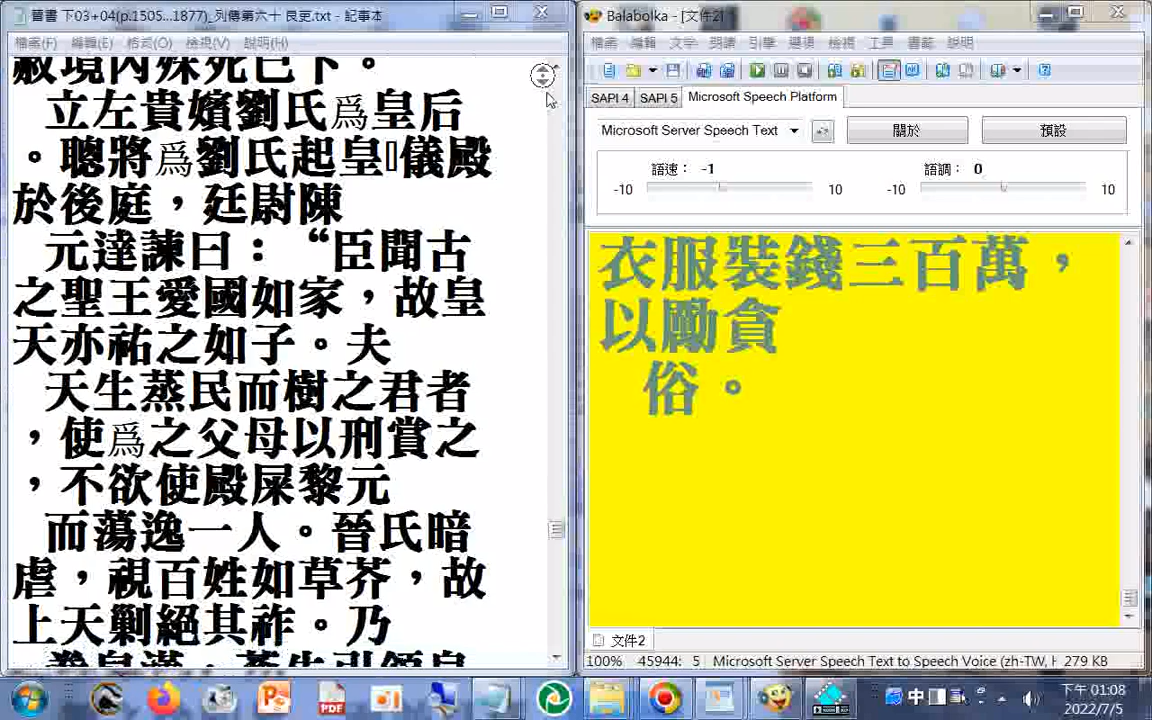 晉書 下03+04(p.1505...1877)_列傳第六十 良吏.txt - 記事本
檔案(F) 編輯(E) 格式(O) 檢視(V) 說明(H)
赦境內殊死已下。
立左貴嬪劉氏爲皇后
。聰將爲劉氏起皇儀殿
於後庭，廷尉陳
元達諫曰：“臣聞古
之聖王愛國如家，故皇
天亦祐之如子。夫
天生蒸民而樹之君者
，使爲之父母以刑賞之
，不欲使殿屎黎元
而蕩逸一人。晉氏暗
虐，視百姓如草芥，故
上天剿絕其祚。乃
Balabolka - [文件2]
檔案 編輯 文字 朗讀 引擎 選項 檢視 工具 書籤 說明
SAPI 4 SAPI 5 Microsoft Speech Platform
Microsoft Server Speech Text 關於 預設
語速： -1 語調： 0
-10 10 -10 10
衣服裝錢三百萬，
以勵貪
俗。
文件2
100% 45944: 5 Microsoft Server Speech Text to Speech Voice (zh-TW, H 279 KB
中
下午 01:08
2022/7/5